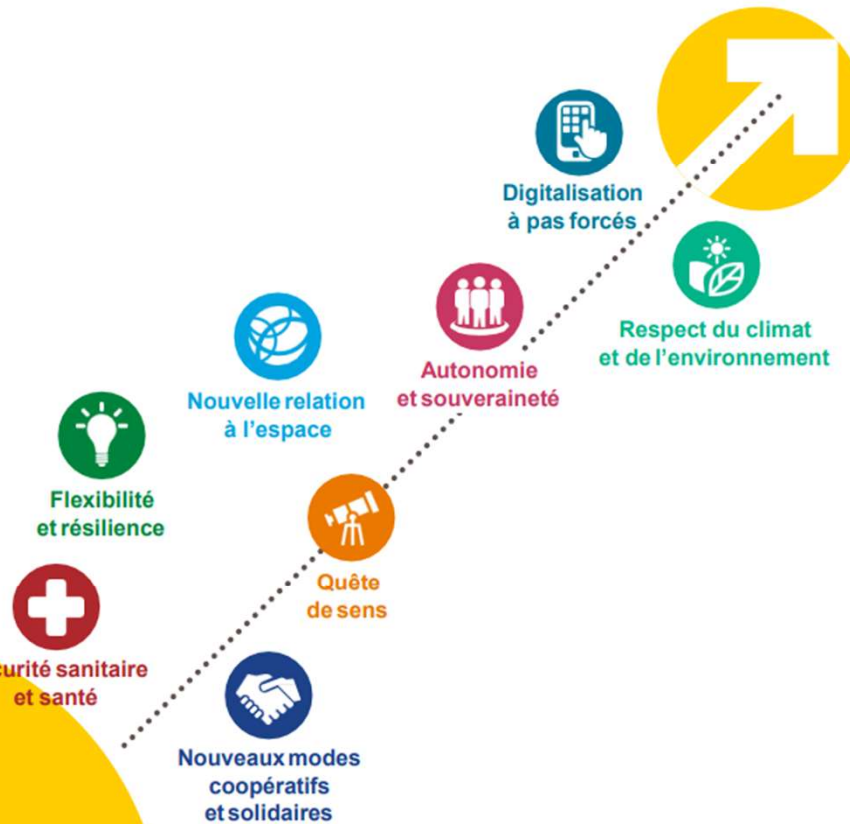 Digitalisation
à pas forcés
Respect du climat
et de l'environnement
Autonomie
et souveraineté
Nouvelle relation
à l'espace
Flexibilité
et résilience
Quête
de sens
curité sanitaire
et santé
Nouveaux modes
coopératifs
et solidaires